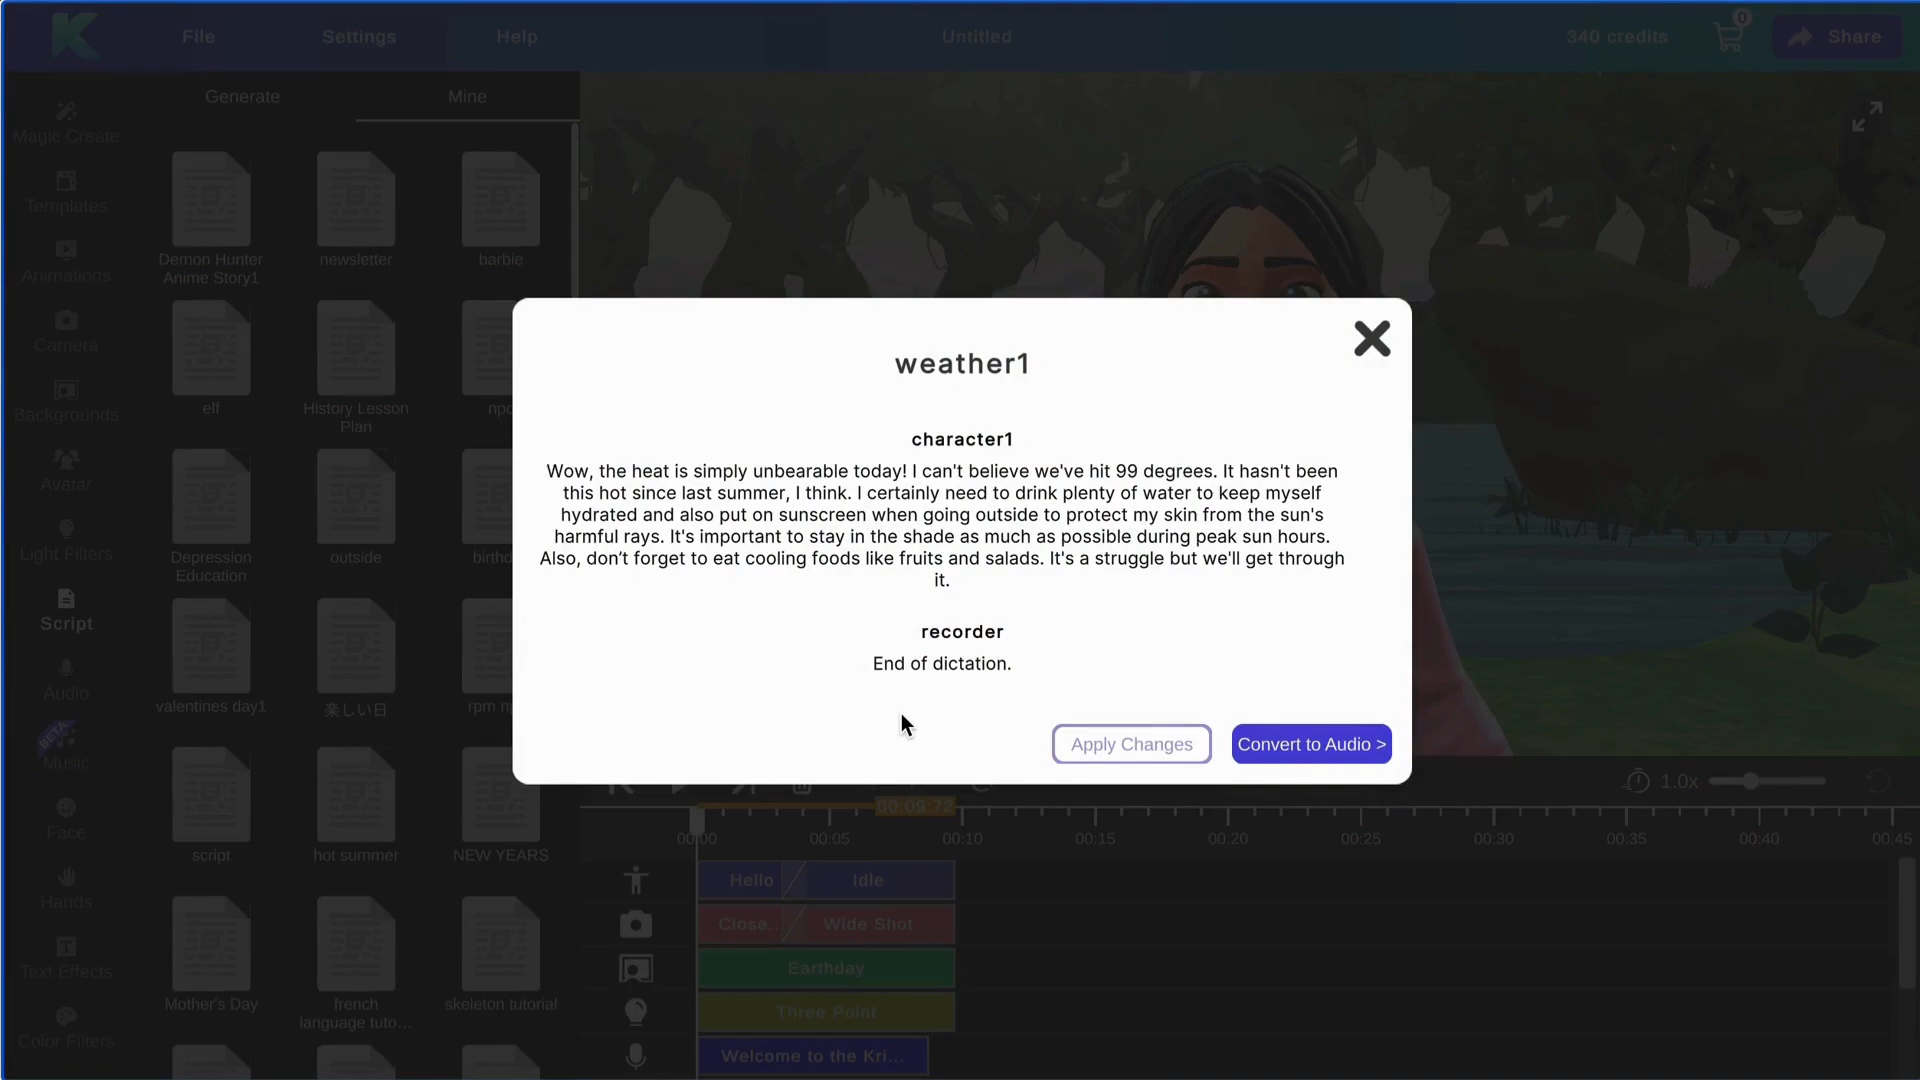 File
Settings
Help
Untitled
340 credits
0
Share
Generate
Mine
Magic Create
Templates
Animations
Camera
Backgrounds
Avatar
Light Filters
Script
Audio
BETA
Music
Face
Hands
Text Effects
Color Filters
Demon Hunter
Anime Story1
newsletter
barbie
elf
History Lesson
Plan
npc
Depression
Education
outside
birthd
valentines day1
楽しい日
rpm np
script
hot summer
NEW YEARS
Mother's Day
french
language tuto...
skeleton tutorial
weather1
character1
Wow, the heat is simply unbearable today! I can't believe we've hit 99 degrees. It hasn't been
this hot since last summer, I think. I certainly need to drink plenty of water to keep myself
hydrated and also put on sunscreen when going outside to protect my skin from the sun's
harmful rays. It's important to stay in the shade as much as possible during peak sun hours.
Also, don’t forget to eat cooling foods like fruits and salads. It's a struggle but we'll get through
it.
recorder
End of dictation.
Apply Changes
Convert to Audio >
1.0x
00:09:72
00:00 00:05 00:10 00:15 00:20 00:25 00:30 00:35 00:40 00:45
Hello Idle
Close.. Wide Shot
Earthday
Three Point
Welcome to the Kri...